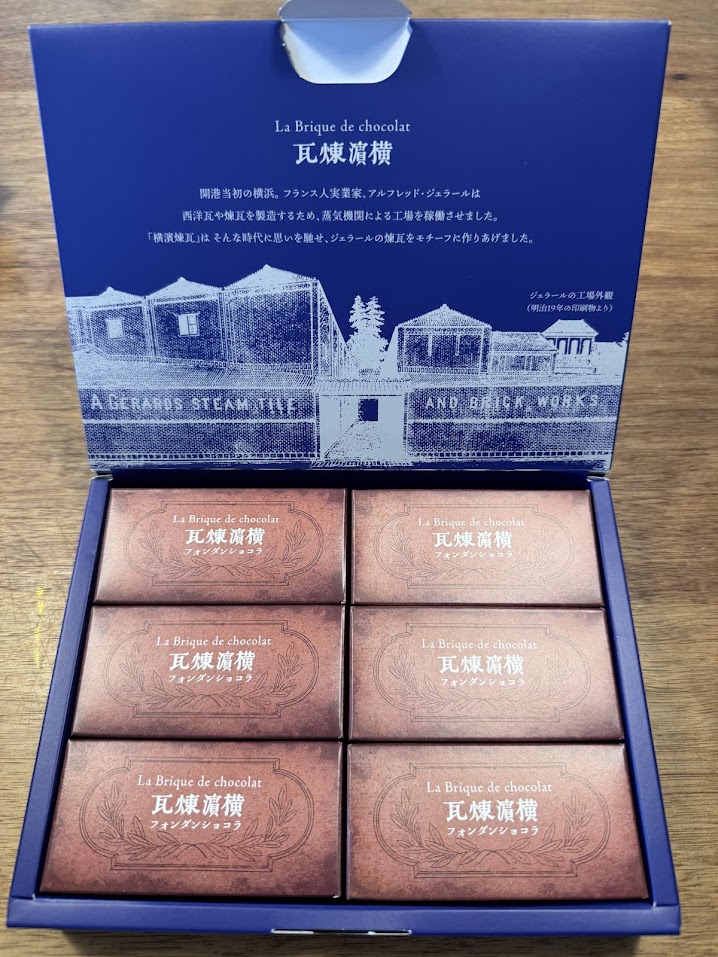 La Brique de chocolat
瓦煉濱横
開港当初の横浜。フランス人実業家、アルフレッド・ジェラールは
西洋瓦や煉瓦を製造するため、蒸気機関による工場を稼働させました。
「横濱煉瓦」は そんな時代に思いを馳せ、ジェラールの煉瓦をモチーフに作りあげました。
ジェラールの工場外観
(明治19年の印刷物より)
A.GERARDS STEAM TILE AND BRICK WORKS
La Brique de chocolat
瓦煉濱横
フォンダンショコラ
La Brique de chocolat
瓦煉濱横
フォンダンショコラ
La Brique de chocolat
瓦煉濱横
フォンダンショコラ
La Brique de chocolat
瓦煉濱横
フォンダンショコラ
La Brique de chocolat
瓦煉濱横
フォンダンショコラ
La Brique de chocolat
瓦煉濱横
フォンダンショコラ